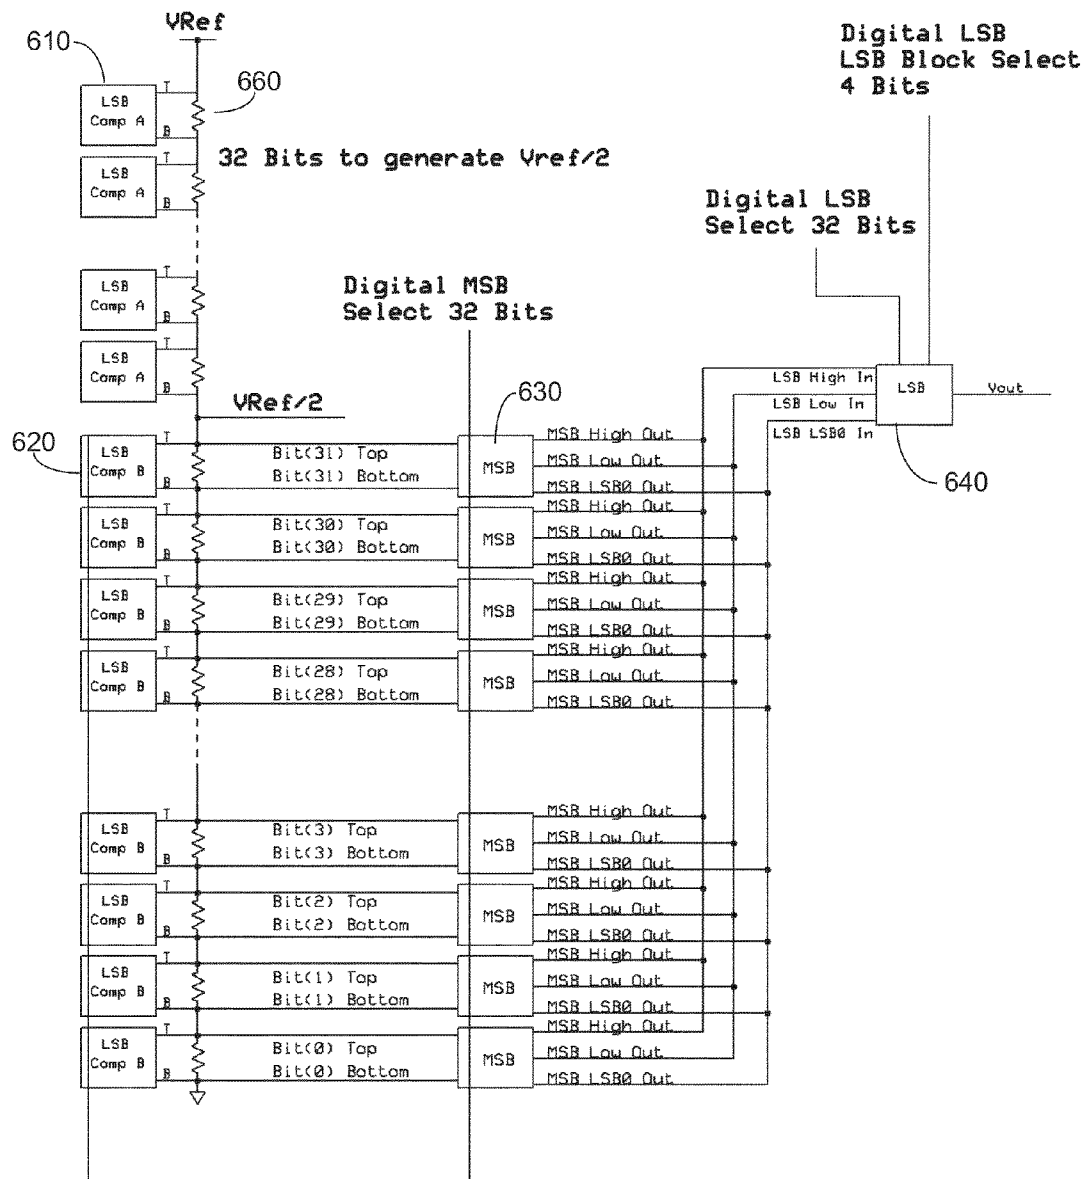 VRef
610
LSB
Comp A
T
B
660
LSB
Comp A
T
B
32 Bits to generate Vref/2
Digital LSB
LSB Block Select
4 Bits
Digital LSB
Select 32 Bits
LSB
Comp A
T
B
Digital MSB
Select 32 Bits
LSB
Comp A
T
B
VRef/2
630
LSB High In
LSB Low In
LSB LSB0 In
LSB
Vout
640
620
LSB
Comp B
T
B
Bit(31) Top
Bit(31) Bottom
MSB
MSB High Out
MSB Low Out
MSB LSB0 Out
LSB
Comp B
T
B
Bit(30) Top
Bit(30) Bottom
MSB
MSB High Out
MSB Low Out
MSB LSB0 Out
LSB
Comp B
T
B
Bit(29) Top
Bit(29) Bottom
MSB
MSB High Out
MSB Low Out
MSB LSB0 Out
LSB
Comp B
T
B
Bit(28) Top
Bit(28) Bottom
MSB
MSB High Out
MSB Low Out
MSB LSB0 Out
LSB
Comp B
T
B
Bit(3) Top
Bit(3) Bottom
MSB
MSB High Out
MSB Low Out
MSB LSB0 Out
LSB
Comp B
T
B
Bit(2) Top
Bit(2) Bottom
MSB
MSB High Out
MSB Low Out
MSB LSB0 Out
LSB
Comp B
T
B
Bit(1) Top
Bit(1) Bottom
MSB
MSB High Out
MSB Low Out
MSB LSB0 Out
LSB
Comp B
T
B
Bit(0) Top
Bit(0) Bottom
MSB
MSB High Out
MSB Low Out
MSB LSB0 Out